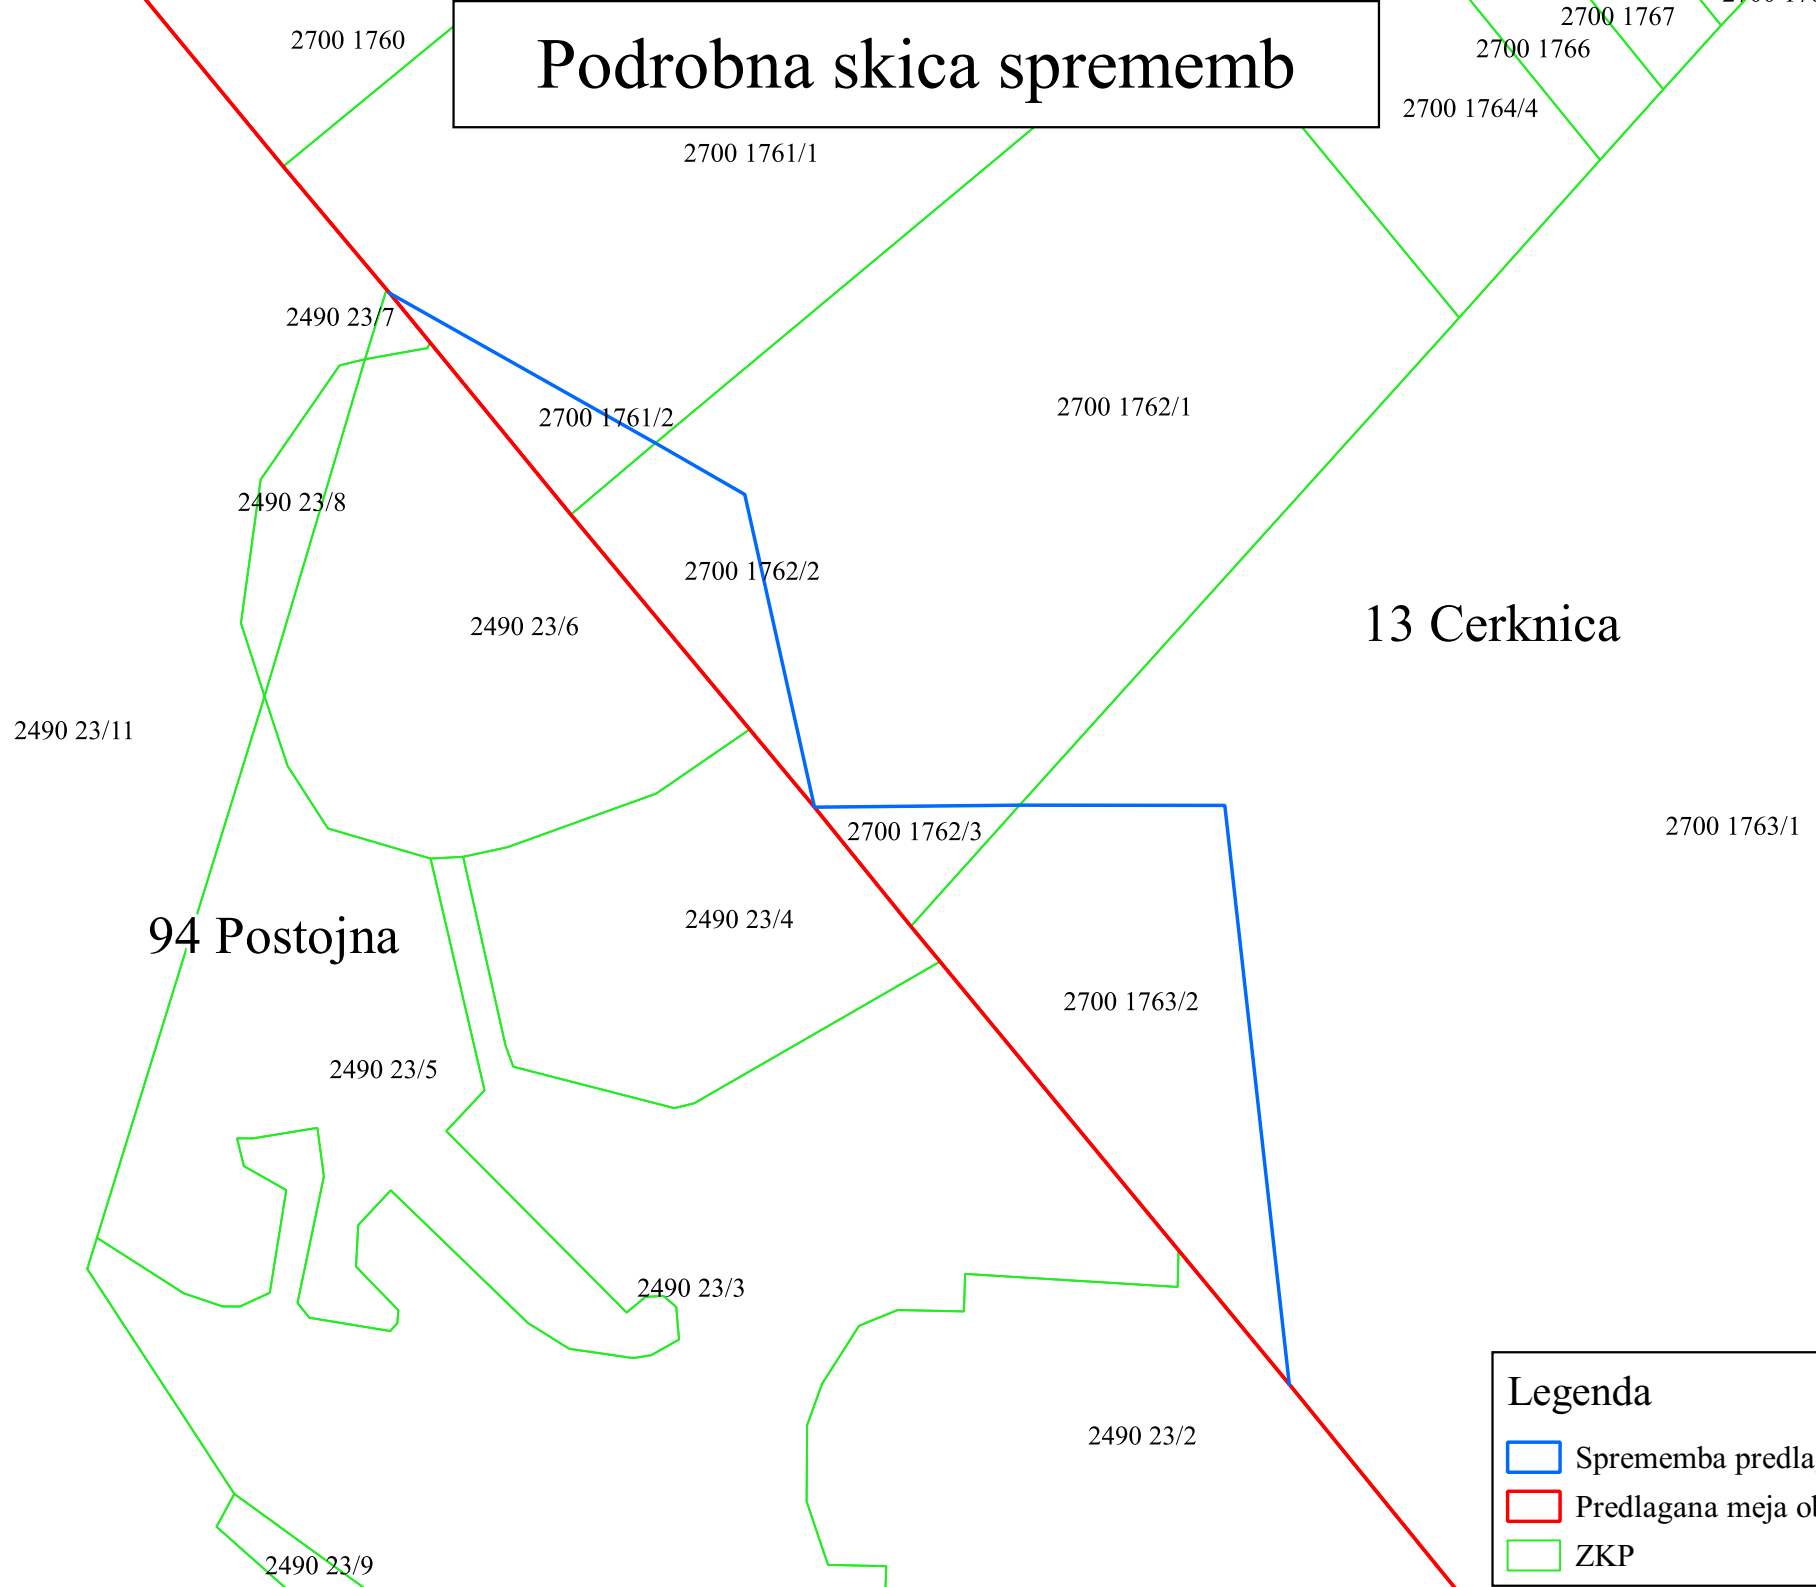 2700 1767
2700 1760
Podrobna skica sprememb
2700 1766
2700 1764/4
2700 1761/1
2490 23/7
2700 1762/1
2700 1761/2
2490 23/8
2700 1762/2
2490 23/6
13 Cerknica
2490 23/11
2700 1763/1
2700 1762/3
94 Postojna
2490 23/4
2700 1763/2
2490 23/5
2490 23/3
2490 23/2
Legenda
Sprememba
Predlagana meja
ZKP
2490 23/9